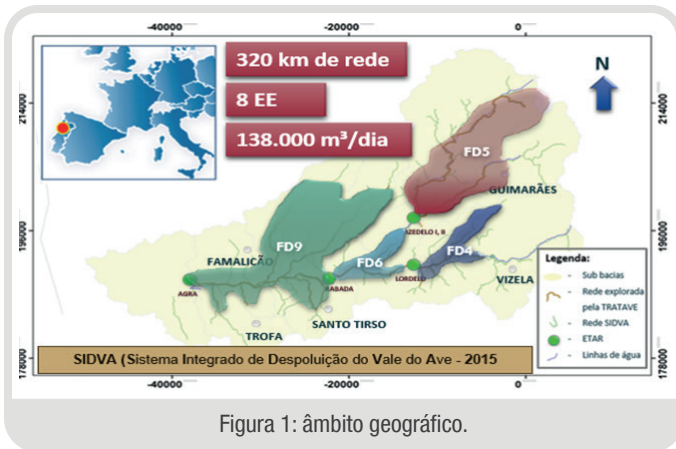 -40000 -20000 0
320 km de rede
8 EE
138.000 m³/dia
N
214000
214000
FD5
GUIMARÃES
196000
196000
AZEDELO I, II
FD9
FAMALICÃO
FD6
FD4
LORDELO
AGRA
RABADA
VIZELA
SANTO TIRSO
TROFA
Legenda:
- Sub bacias
- Rede explorada
pela TRATAVE
- Rede SIDVA
- ETAR
- Linhas de água
178000
178000
SIDVA (Sistema Integrado de Despoluição do Vale do Ave - 2015
-40000 -20000 0
Figura 1: âmbito geográfico.